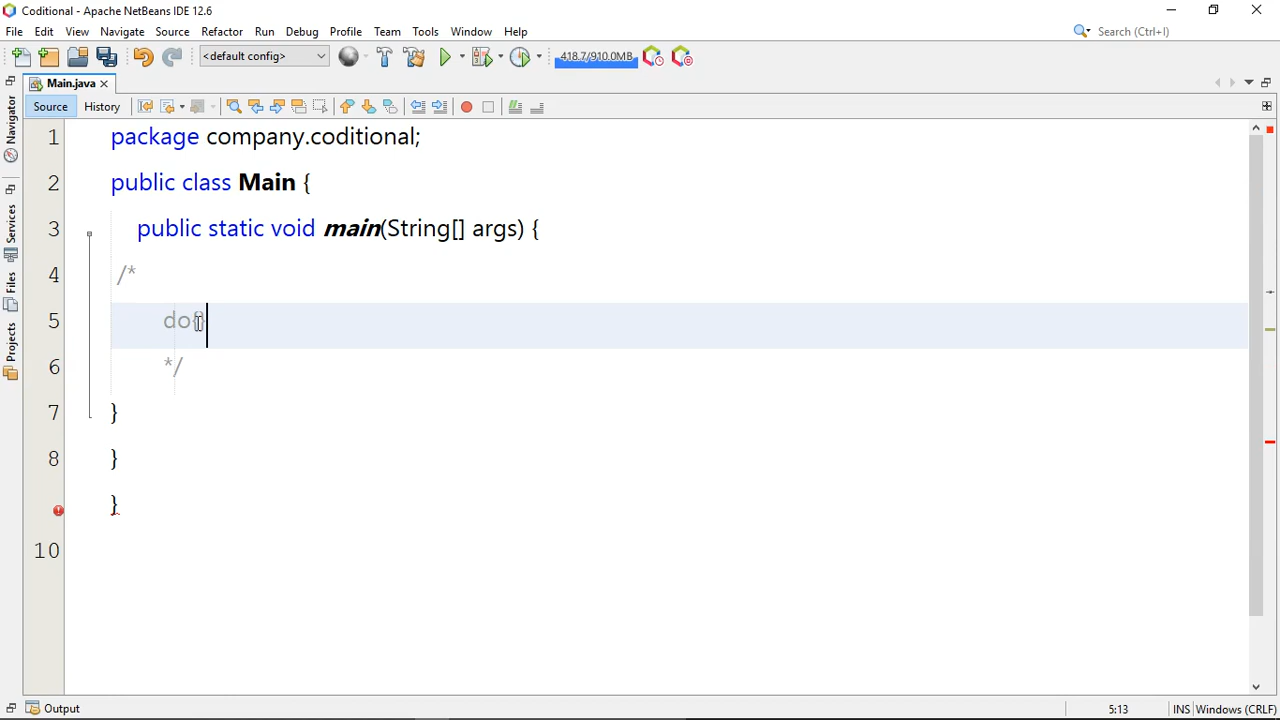 Coditional - Apache NetBeans IDE 12.6
File Edit View Navigate Source Refactor Run Debug Profile Team Tools Window Help
Search (Ctrl+I)
<default config>
418.7/910.0MB
Main.java
Source History
Navigator
Services
Files
Projects
1 package company.coditional;
2 public class Main {
3 public static void main(String[] args) {
4 /*
5 do{}
6 */
7 }
8 }
}
10
Output
5:13 INS Windows (CRLF)